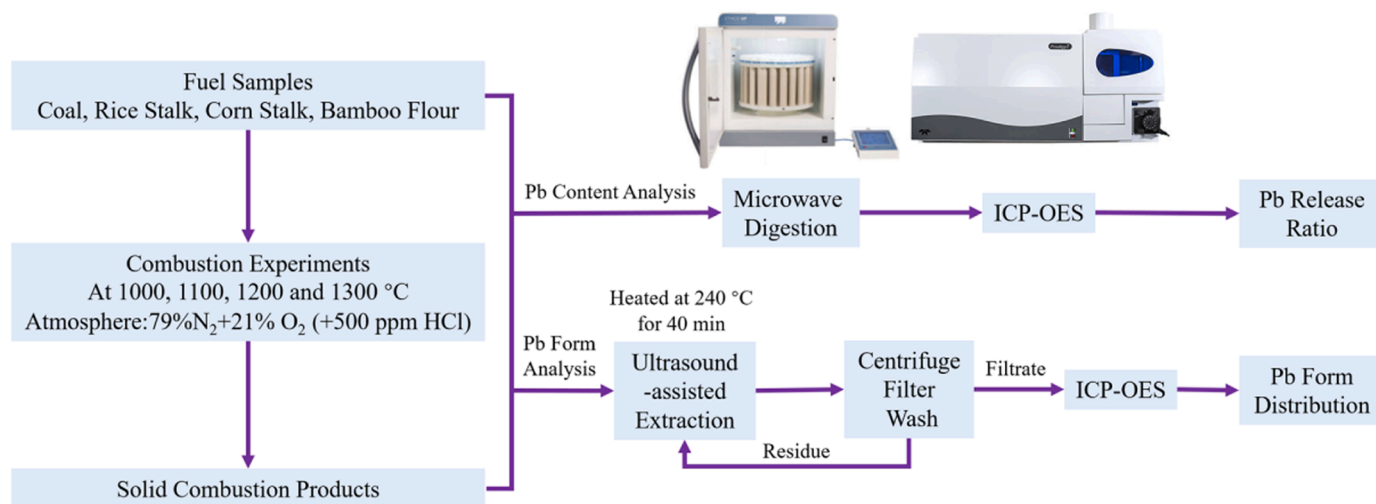 Fuel Samples
Coal, Rice Stalk, Corn Stalk, Bamboo Flour
Combustion Experiments
At 1000, 1100, 1200 and 1300 °C
Atmosphere:79%N₂+21% O₂ (+500 ppm HCl)
Solid Combustion Products
Pb Content Analysis
Microwave
Digestion
ICP-OES
Pb Release
Ratio
Pb Form
Analysis
Heated at 240 °C
for 40 min
Ultrasound
-assisted
Extraction
Centrifuge
Filter
Wash
Residue
Filtrate
ICP-OES
Pb Form
Distribution